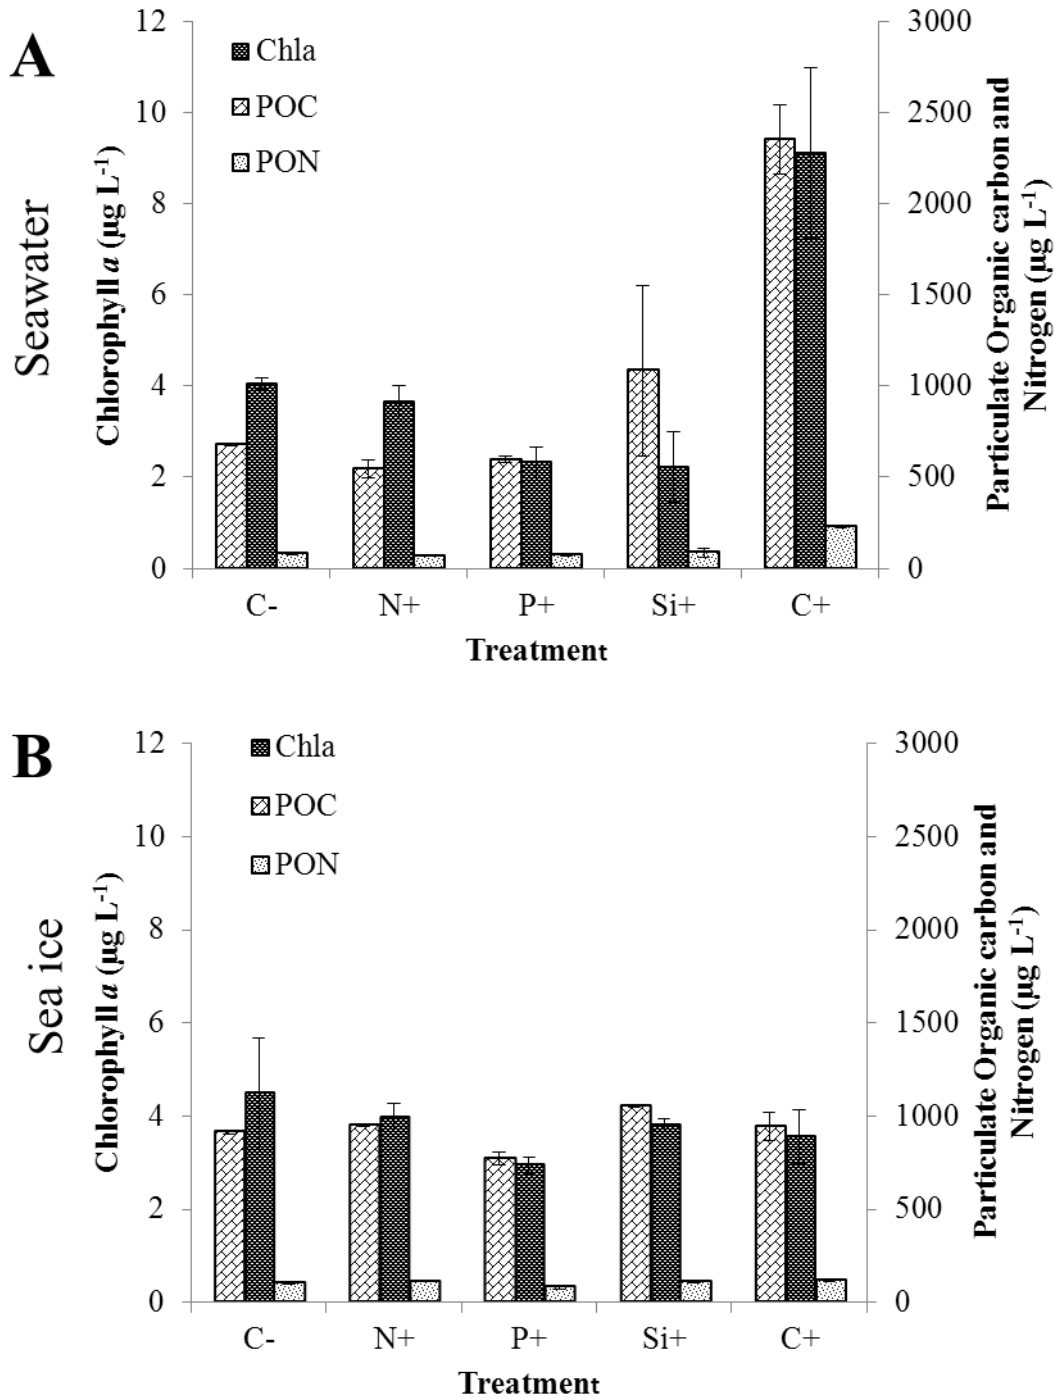 A
Seawater
Chlorophyll a (µg L-1)
12
10
8
6
4
2
0
Chla
POC
PON
3000
2500
2000
1500
1000
500
0
Particulate Organic carbon and
Nitrogen (µg L-1)
C-
N+
P+
Si+
C+
Treatment
B
Sea ice
Chlorophyll a (µg L-1)
12
10
8
6
4
2
0
Chla
POC
PON
3000
2500
2000
1500
1000
500
0
Particulate Organic carbon and
Nitrogen (µg L-1)
C-
N+
P+
Si+
C+
Treatment